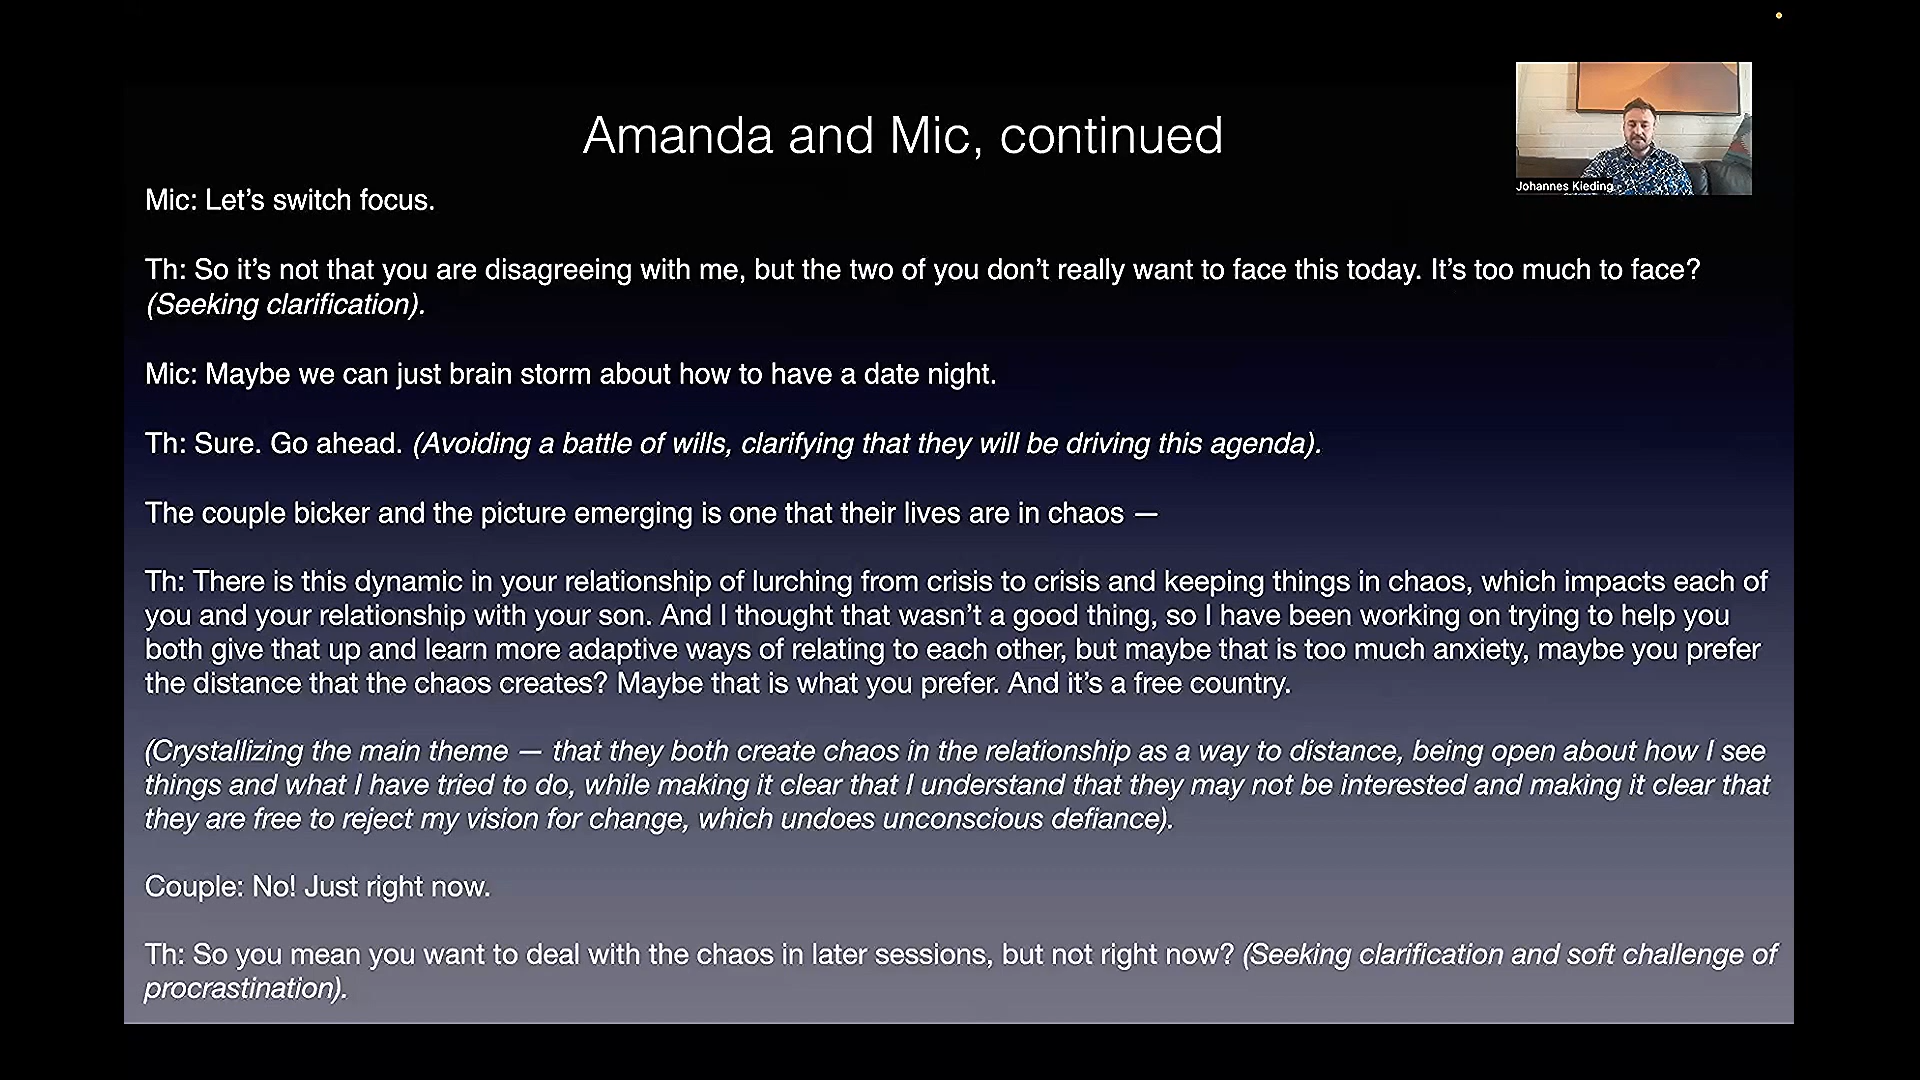 Amanda and Mic, continued
Johannes Kieding
Mic: Let's switch focus.
Th: So it's not that you are disagreeing with me, but the two of you don't really want to face this today. It's too much to face?
(Seeking clarification).
Mic: Maybe we can just brain storm about how to have a date night.
Th: Sure. Go ahead. (Avoiding a battle of wills, clarifying that they will be driving this agenda).
The couple bicker and the picture emerging is one that their lives are in chaos —
Th: There is this dynamic in your relationship of lurching from crisis to crisis and keeping things in chaos, which impacts each of
you and your relationship with your son. And I thought that wasn't a good thing, so I have been working on trying to help you
both give that up and learn more adaptive ways of relating to each other, but maybe that is too much anxiety, maybe you prefer
the distance that the chaos creates? Maybe that is what you prefer. And it's a free country.
(Crystallizing the main theme — that they both create chaos in the relationship as a way to distance, being open about how I see
things and what I have tried to do, while making it clear that I understand that they may not be interested and making it clear that
they are free to reject my vision for change, which undoes unconscious defiance).
Couple: No! Just right now.
Th: So you mean you want to deal with the chaos in later sessions, but not right now? (Seeking clarification and soft challenge of
procrastination).